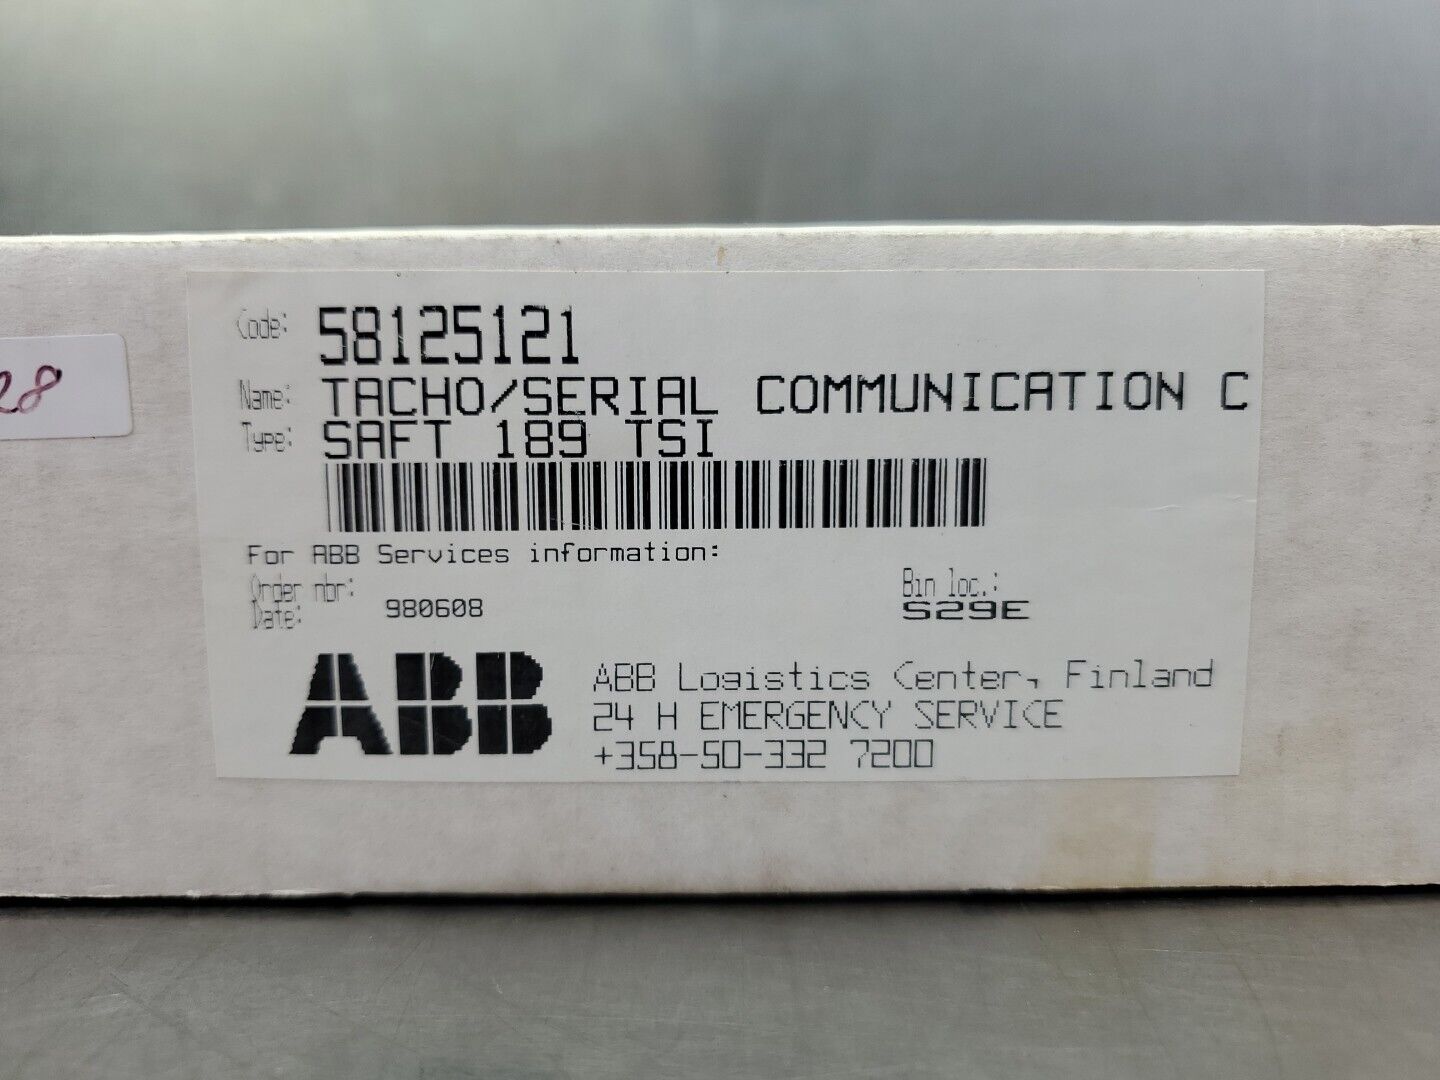 28
Code: 58125121
Name: TACHO/SERIAL COMMUNICATION C
Type: SAFT 189 TSI
For ABB Services information:
Order nbr:
Date: 980608
Bin loc.:
S29E
ABB
ABB Logistics Center, Finland
24 H EMERGENCY SERVICE
+358-50-332 7200